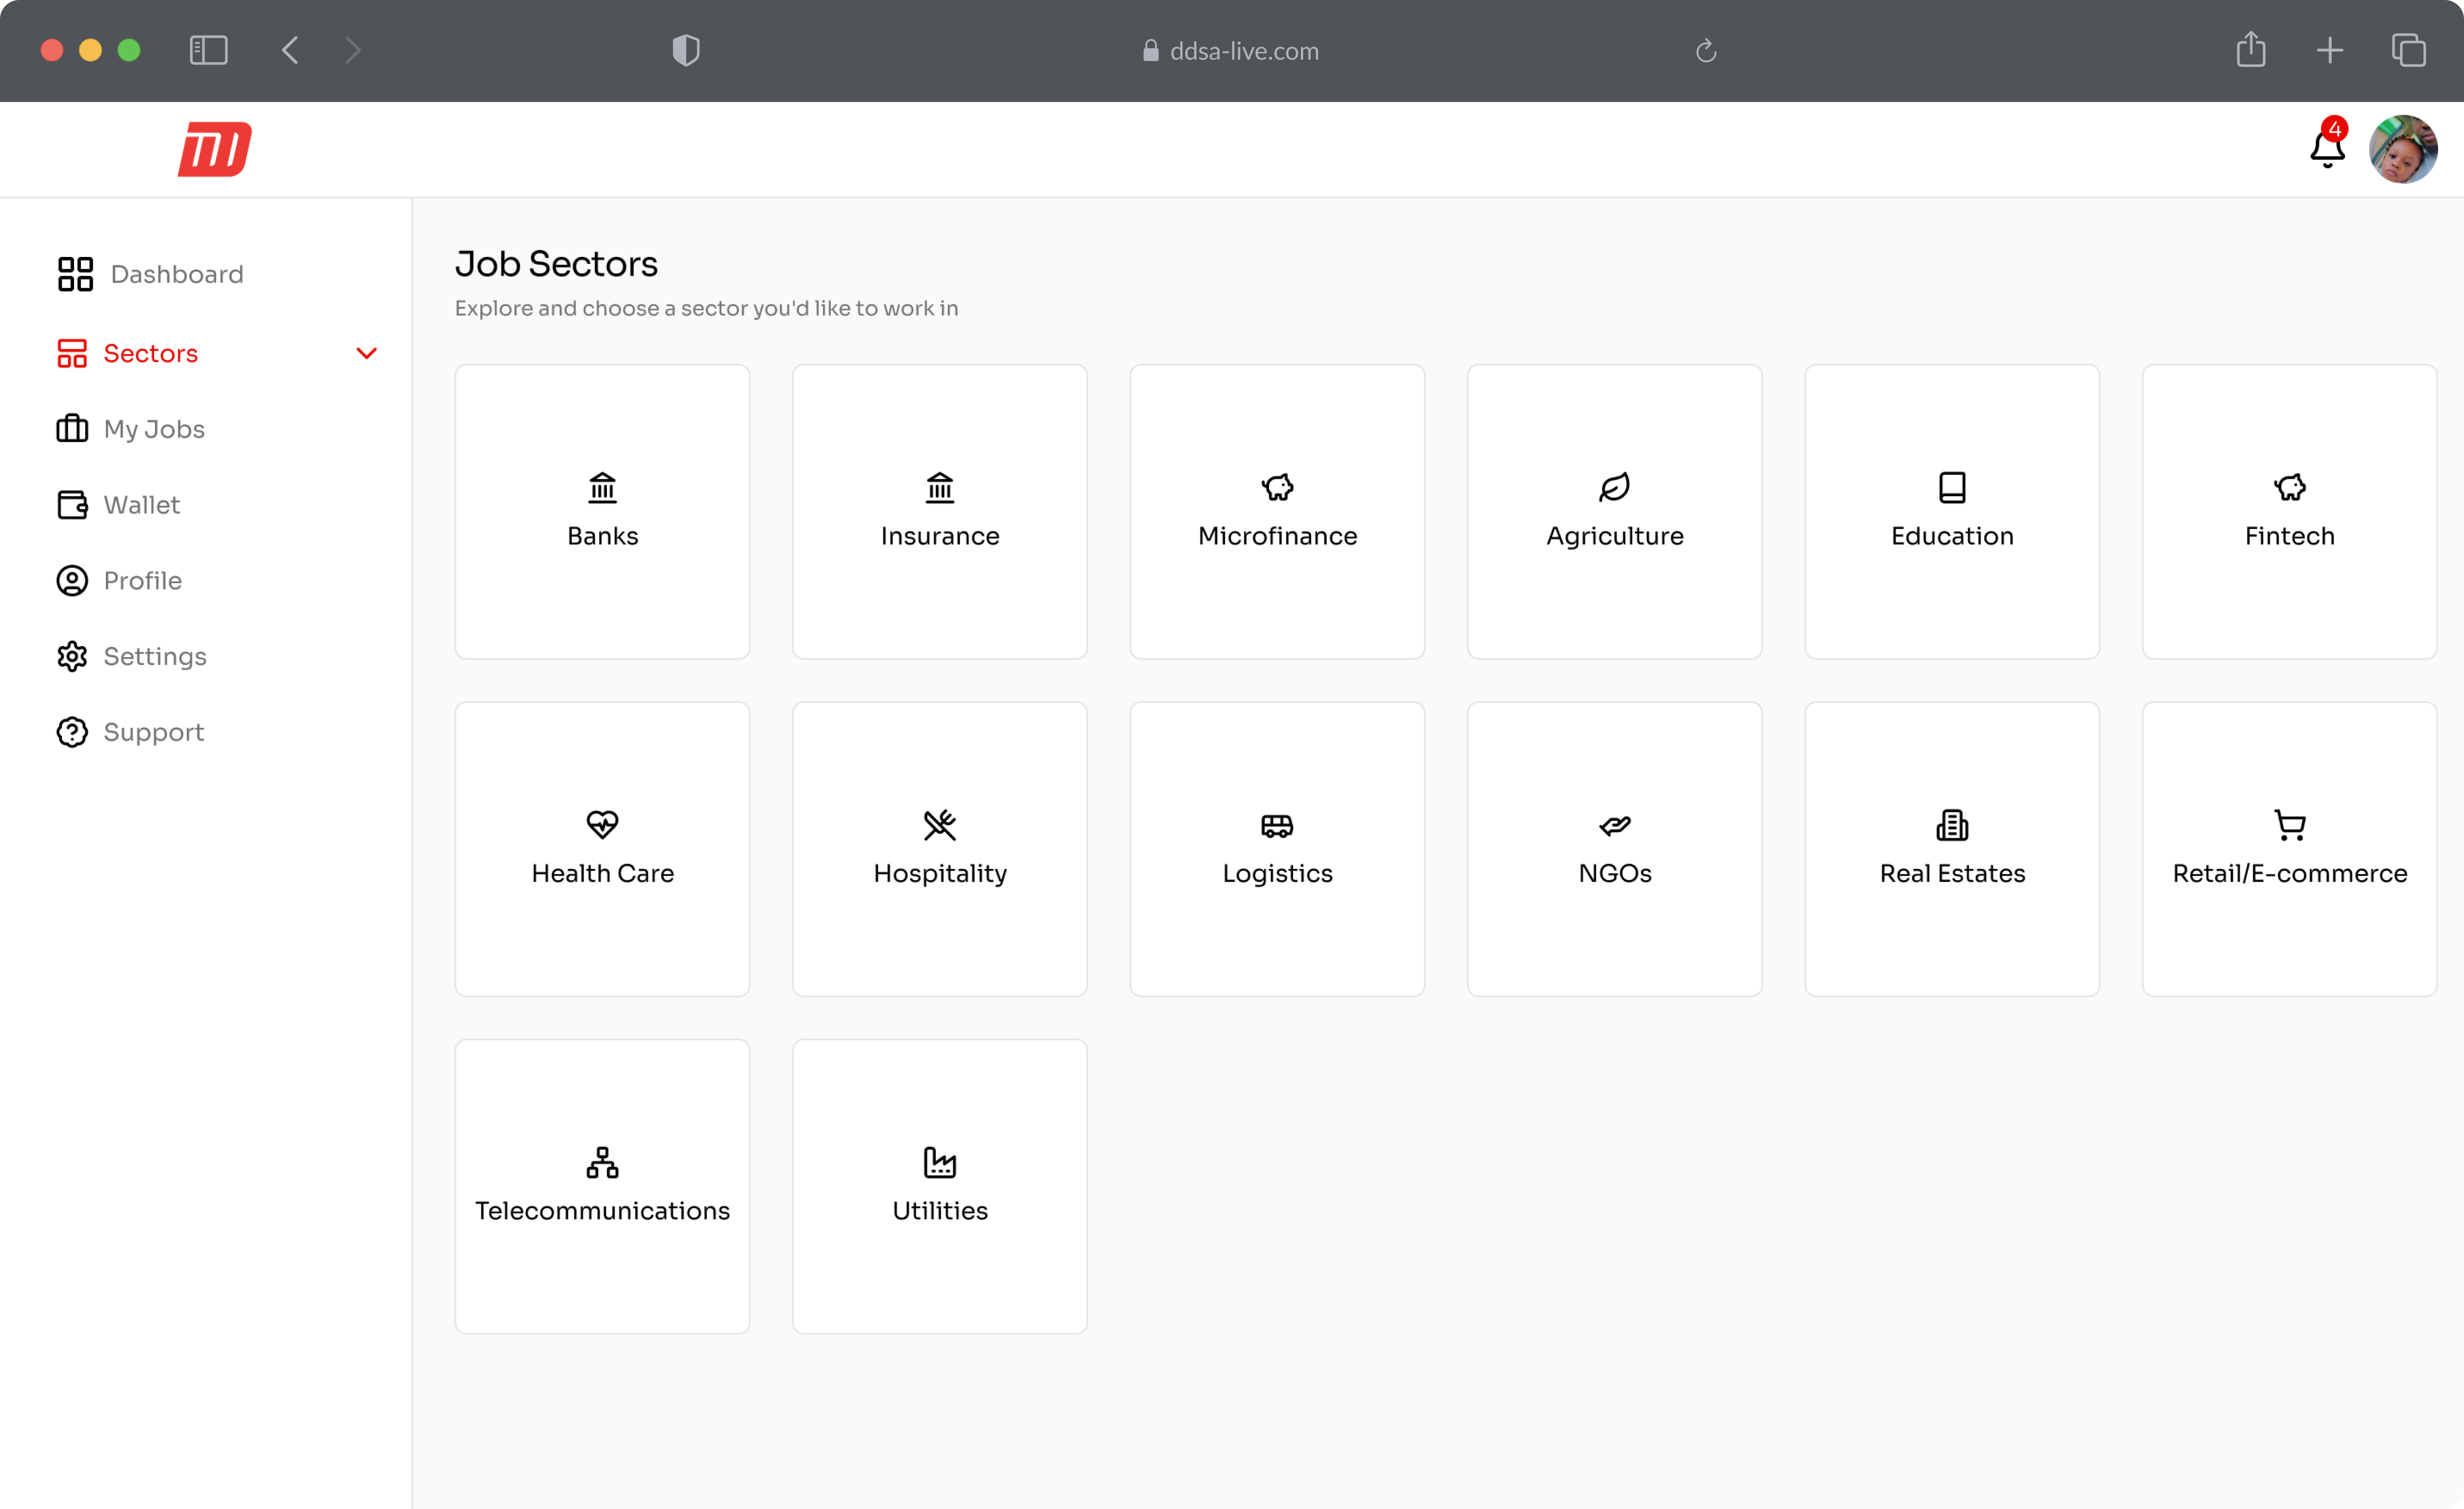 ddsa-live.com
4
Dashboard
Sectors
My Jobs
Wallet
Profile
Settings
Support
Job Sectors
Explore and choose a sector you'd like to work in
Banks
Insurance
Microfinance
Agriculture
Education
Fintech
Health Care
Hospitality
Logistics
NGOs
Real Estates
Retail/E-commerce
Telecommunications
Utilities